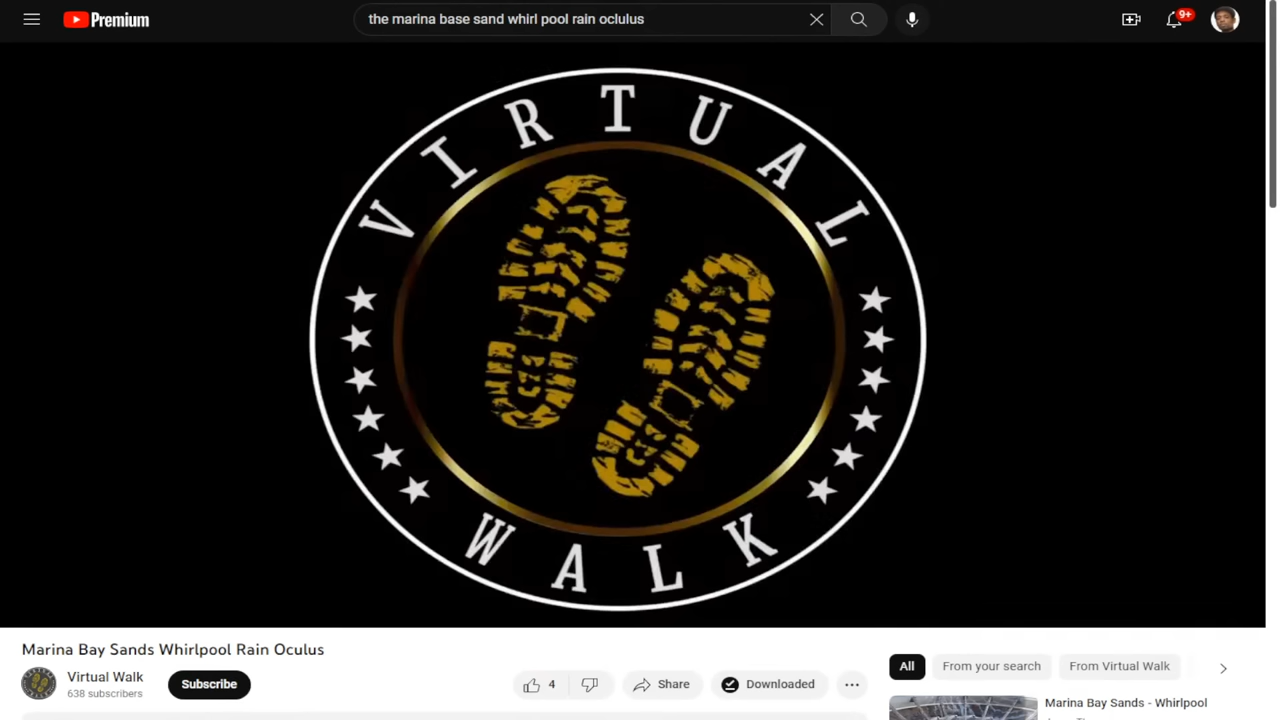 Premium
the marina base sand whirl pool rain oclulus
9+
VIRTUAL
WALK
Marina Bay Sands Whirlpool Rain Oculus
Virtual Walk
638 subscribers
Subscribe
4
Share
Downloaded
All
From your search
From Virtual Walk
Marina Bay Sands - Whirlpool